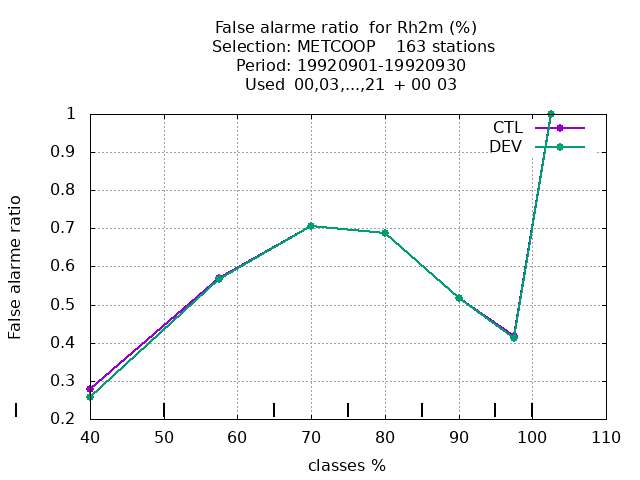 False alarme ratio  for Rh2m (%)
Selection: METCOOP    163 stations
Period: 19920901-19920930
Used  00,03,...,21  + 00 03
CTL
DEV
False alarme ratio
1
0.9
0.8
0.7
0.6
0.5
0.4
0.3
0.2
40 50 60 70 80 90 100 110
classes %